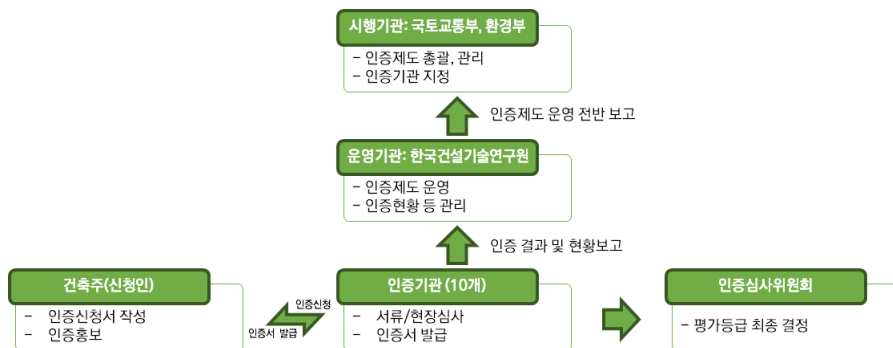 시행기관: 국토교통부, 환경부
- 인증제도 총괄, 관리
- 인증기관 지정
인증제도 운영 전반 보고
운영기관: 한국건설기술연구원
- 인증제도 운영
- 인증현황 등 관리
인증 결과 및 현황보고
건축주(신청인)
- 인증신청서 작성
- 인증홍보
인증신청
인증서 발급
인증기관 (10개)
- 서류/현장심사
- 인증서 발급
인증심사위원회
- 평가등급 최종 결정